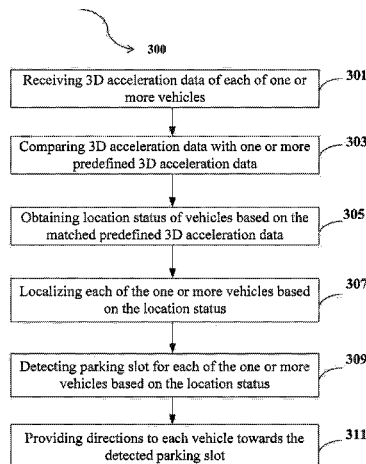 300
Receiving 3D acceleration data of each of one or
more vehicles
301
Comparing 3D acceleration data with one or more
predefined 3D acceleration data
303
Obtaining location status of vehicles based on the
matched predefined 3D acceleration data
305
Localizing each of the one or more vehicles based
on the location status
307
Detecting parking slot for each of the one or more
vehicles based on the location status
309
Providing directions to each vehicle towards the
detected parking slot
311